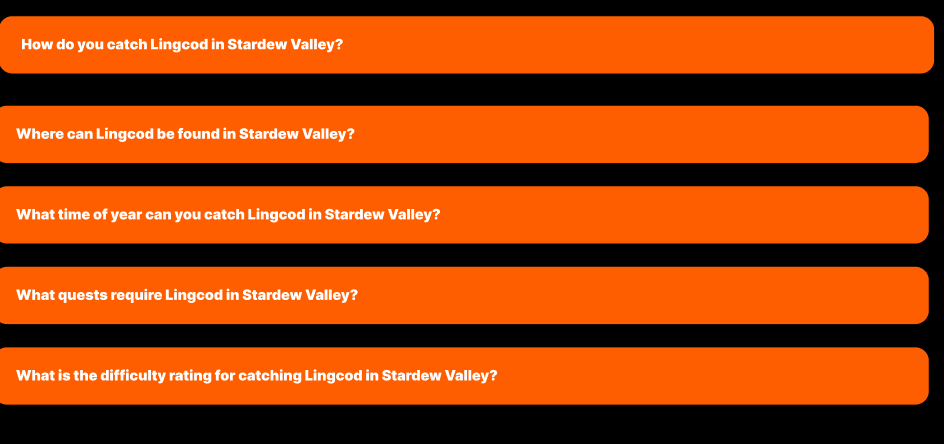 How do you catch Lingcod in Stardew Valley?
Where can Lingcod be found in Stardew Valley?
What time of year can you catch Lingcod in Stardew Valley?
What quests require Lingcod in Stardew Valley?
What is the difficulty rating for catching Lingcod in Stardew Valley?